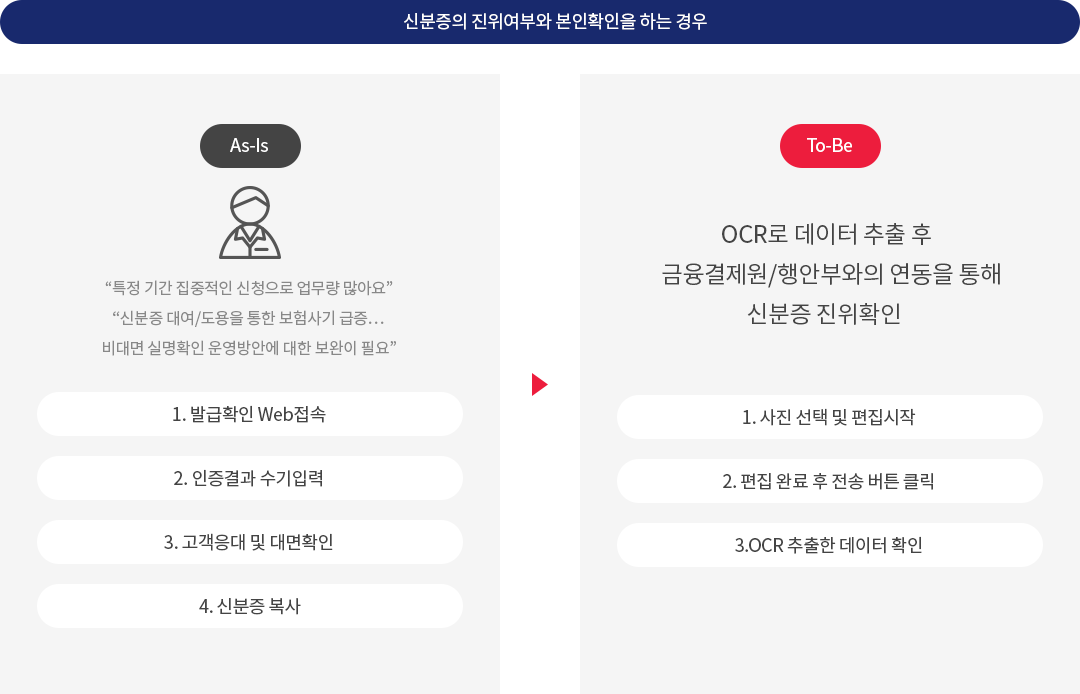 신분증의 진위여부와 본인확인을 하는 경우
As-Is
“특정 기간 집중적인 신청으로 업무량 많아요”
“신분증 대여/도용을 통한 보험사기 급증…
비대면 실명확인 운영방안에 대한 보완이 필요”
1. 발급확인 Web접속
2. 인증결과 수기입력
3. 고객응대 및 대면확인
4. 신분증 복사
To-Be
OCR로 데이터 추출 후
금융결제원/행안부와의 연동을 통해
신분증 진위확인
1. 사진 선택 및 편집시작
2. 편집 완료 후 전송 버튼 클릭
3.OCR 추출한 데이터 확인